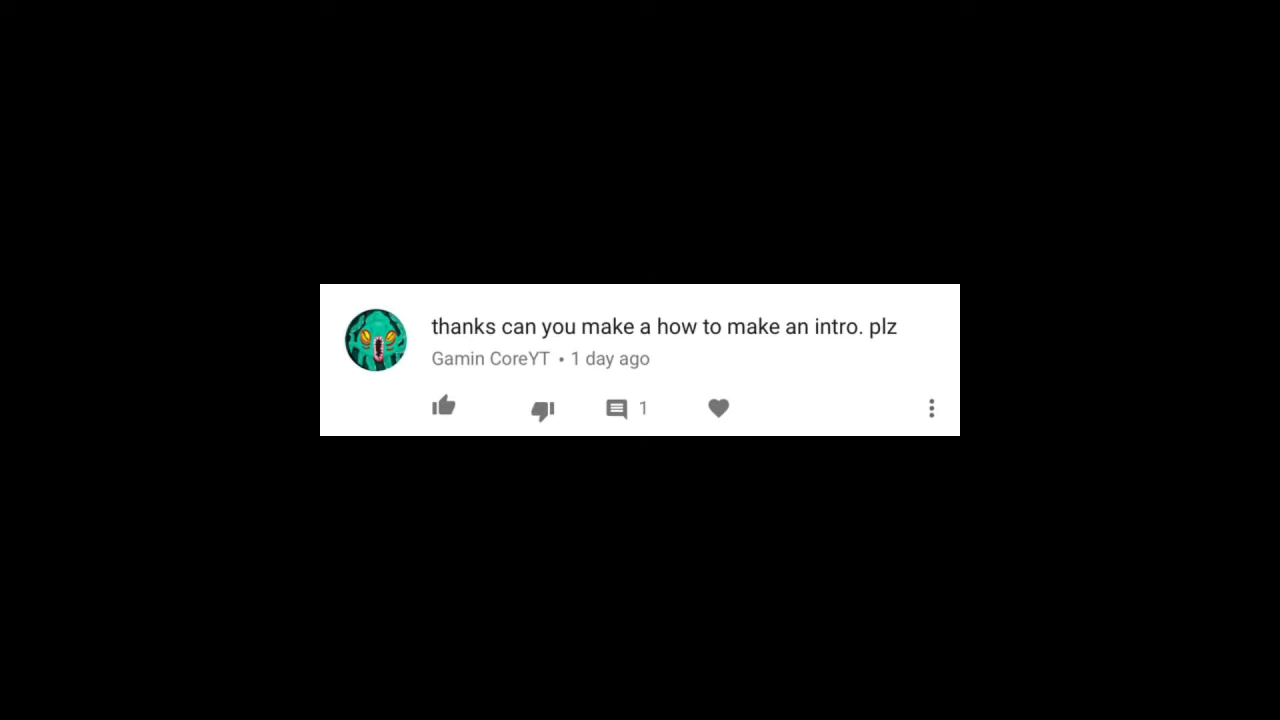 thanks can you make a how to make an intro. plz
Gamin CoreYT • 1 day ago
1